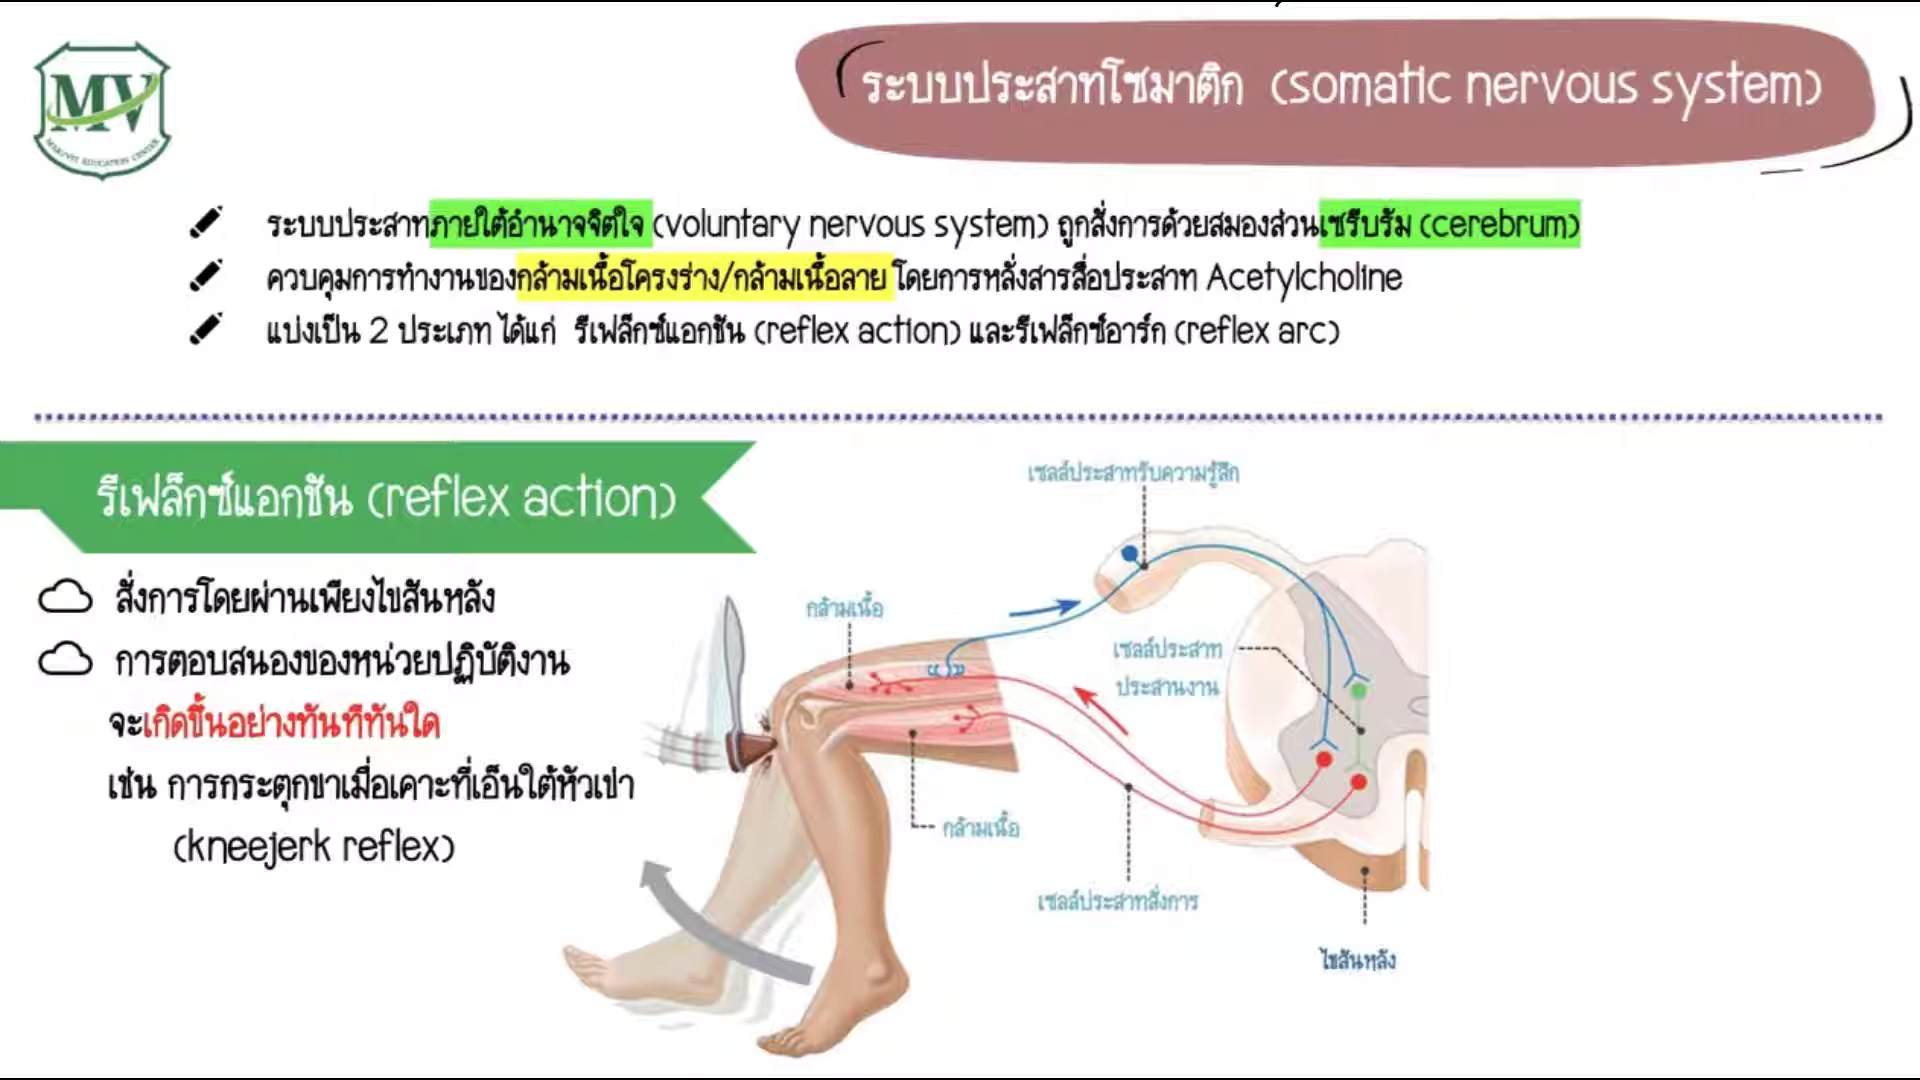 MV
ระบบประสาทโซมาติก (somatic nervous system)
ระบบประสาทภายใต้อำนาจจิตใจ (voluntary nervous system) ถูกสั่งการด้วยสมองส่วนเซรีบรัม (cerebrum)
ควบคุมการทำงานของกล้ามเนื้อโครงร่าง/กล้ามเนื้อลาย โดยการหลั่งสารสื่อประสาท Acetylcholine
แบ่งเป็น 2 ประเภท ได้แก่ รีเฟล็กซ์แอกชัน (reflex action) และรีเฟล็กซ์อาร์ก (reflex arc)
รีเฟล็กซ์แอกชัน (reflex action)
สั่งการโดยผ่านเพียงไขสันหลัง
การตอบสนองของหน่วยปฏิบัติงาน
จะเกิดขึ้นอย่างทันทีทันใด
เช่น การกระตุกขาเมื่อเคาะที่เอ็นใต้หัวเข่า
(kneejerk reflex)
เซลล์ประสาทรับความรู้สึก
กล้ามเนื้อ
เซลล์ประสาท
ประสานงาน
กล้ามเนื้อ
เซลล์ประสาทสั่งการ
ไขสันหลัง